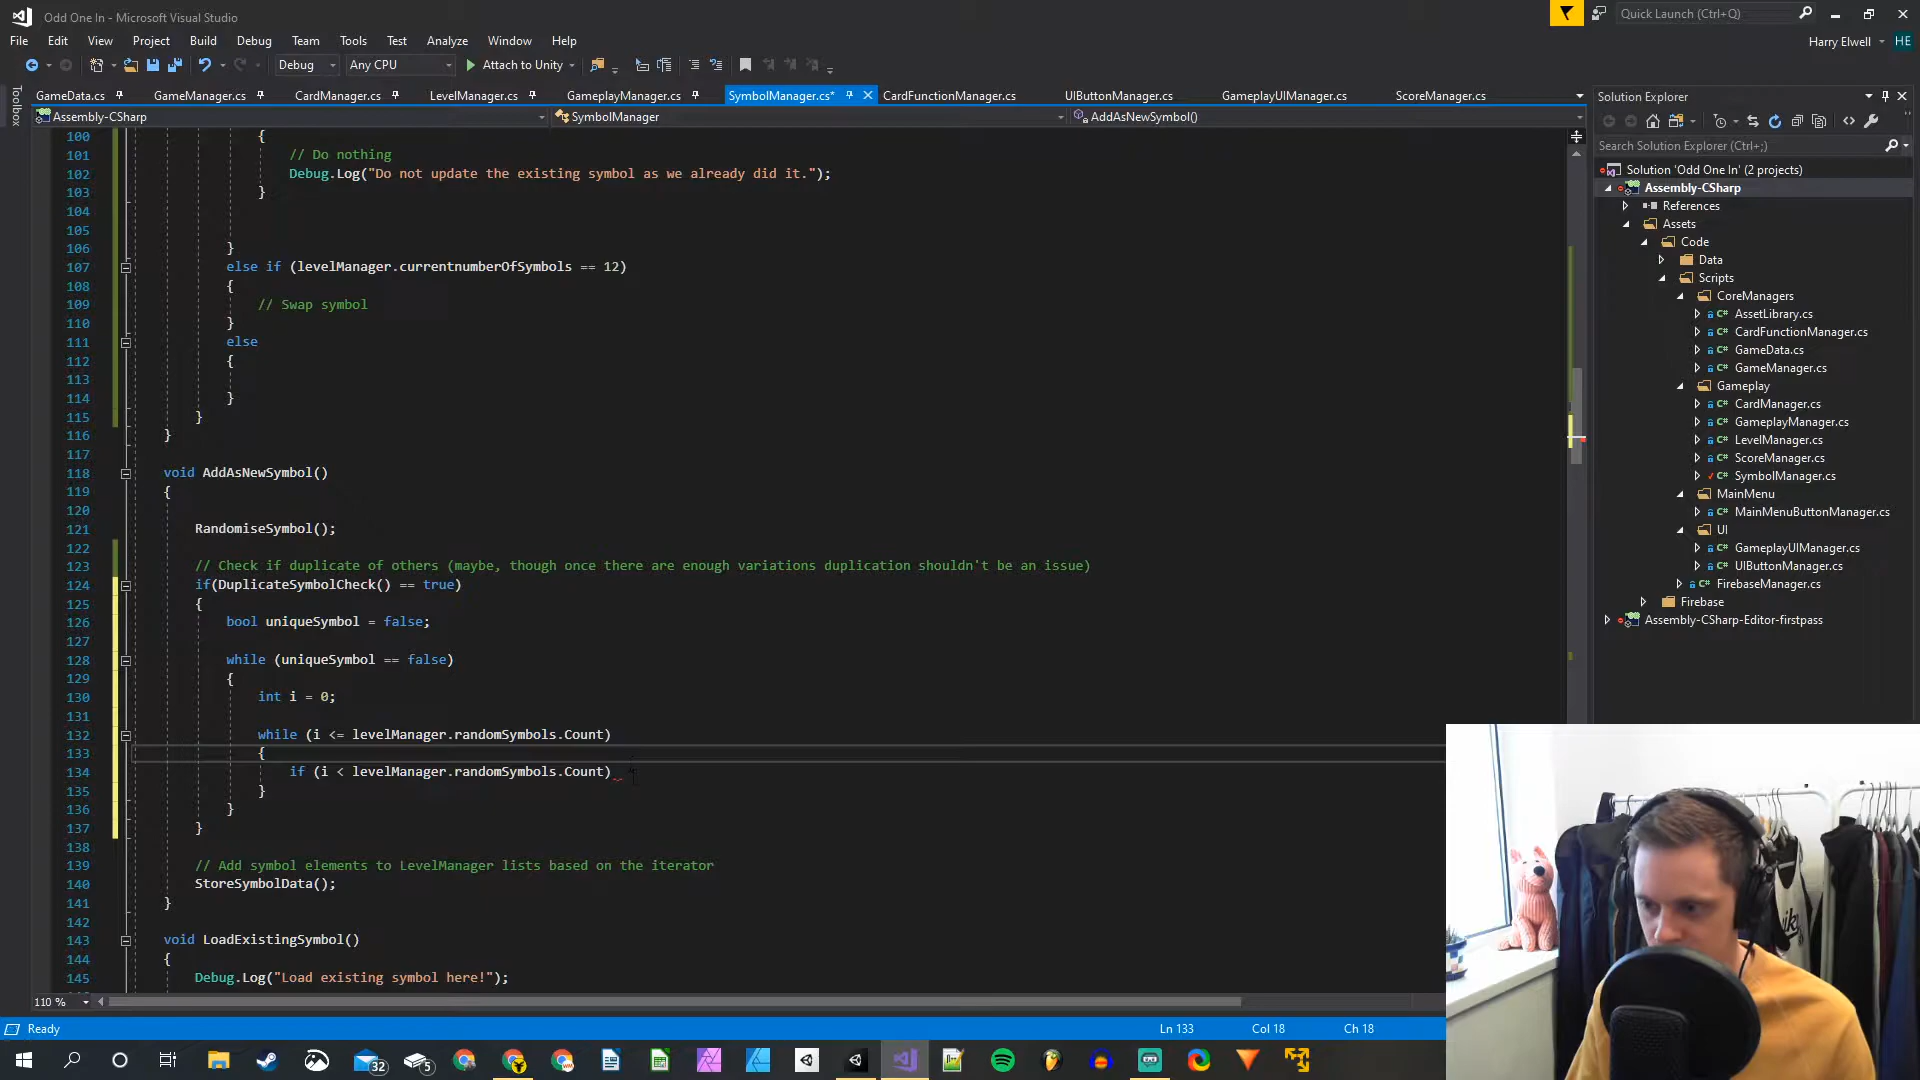 Odd One In - Microsoft Visual Studio
Quick Launch (Ctrl+Q)
File Edit View Project Build Debug Team Tools Test Analyze Window Help
Harry Elwell HE
Debug Any CPU Attach to Unity
Toolbox
GameData.cs GameManager.cs CardManager.cs LevelManager.cs GameplayManager.cs SymbolManager.cs* CardFunctionManager.cs UIButtonManager.cs GameplayUIManager.cs ScoreManager.cs
Assembly-CSharp SymbolManager AddAsNewSymbol()
100 {
101 // Do nothing
102 Debug.Log("Do not update the existing symbol as we already did it.");
103 }
104
105
106 }
107 else if (levelManager.currentnumberOfSymbols == 12)
108 {
109 // Swap symbol
110 }
111 else
112 {
113
114 }
115 }
116 }
117
118 void AddAsNewSymbol()
119 {
120
121 RandomiseSymbol();
122
123 // Check if duplicate of others (maybe, though once there are enough variations duplication shouldn't be an issue)
124 if(DuplicateSymbolCheck() == true)
125 {
126 bool uniqueSymbol = false;
127
128 while (uniqueSymbol == false)
129 {
130 int i = 0;
131
132 while (i <= levelManager.randomSymbols.Count)
133 {
134 if (i < levelManager.randomSymbols.Count)
135 }
136 }
137 }
138
139 // Add symbol elements to LevelManager lists based on the iterator
140 StoreSymbolData();
141 }
142
143 void LoadExistingSymbol()
144 {
145 Debug.Log("Load existing symbol here!");
110 %
Ready Ln 133 Col 18 Ch 18
Solution Explorer
Search Solution Explorer (Ctrl+;)
Solution 'Odd One In' (2 projects)
Assembly-CSharp
References
Assets
Code
Data
Scripts
CoreManagers
AssetLibrary.cs
CardFunctionManager.cs
GameData.cs
GameManager.cs
Gameplay
CardManager.cs
GameplayManager.cs
LevelManager.cs
ScoreManager.cs
SymbolManager.cs
MainMenu
MainMenuButtonManager.cs
UI
GameplayUIManager.cs
UIButtonManager.cs
FirebaseManager.cs
Firebase
Assembly-CSharp-Editor-firstpass
32 5